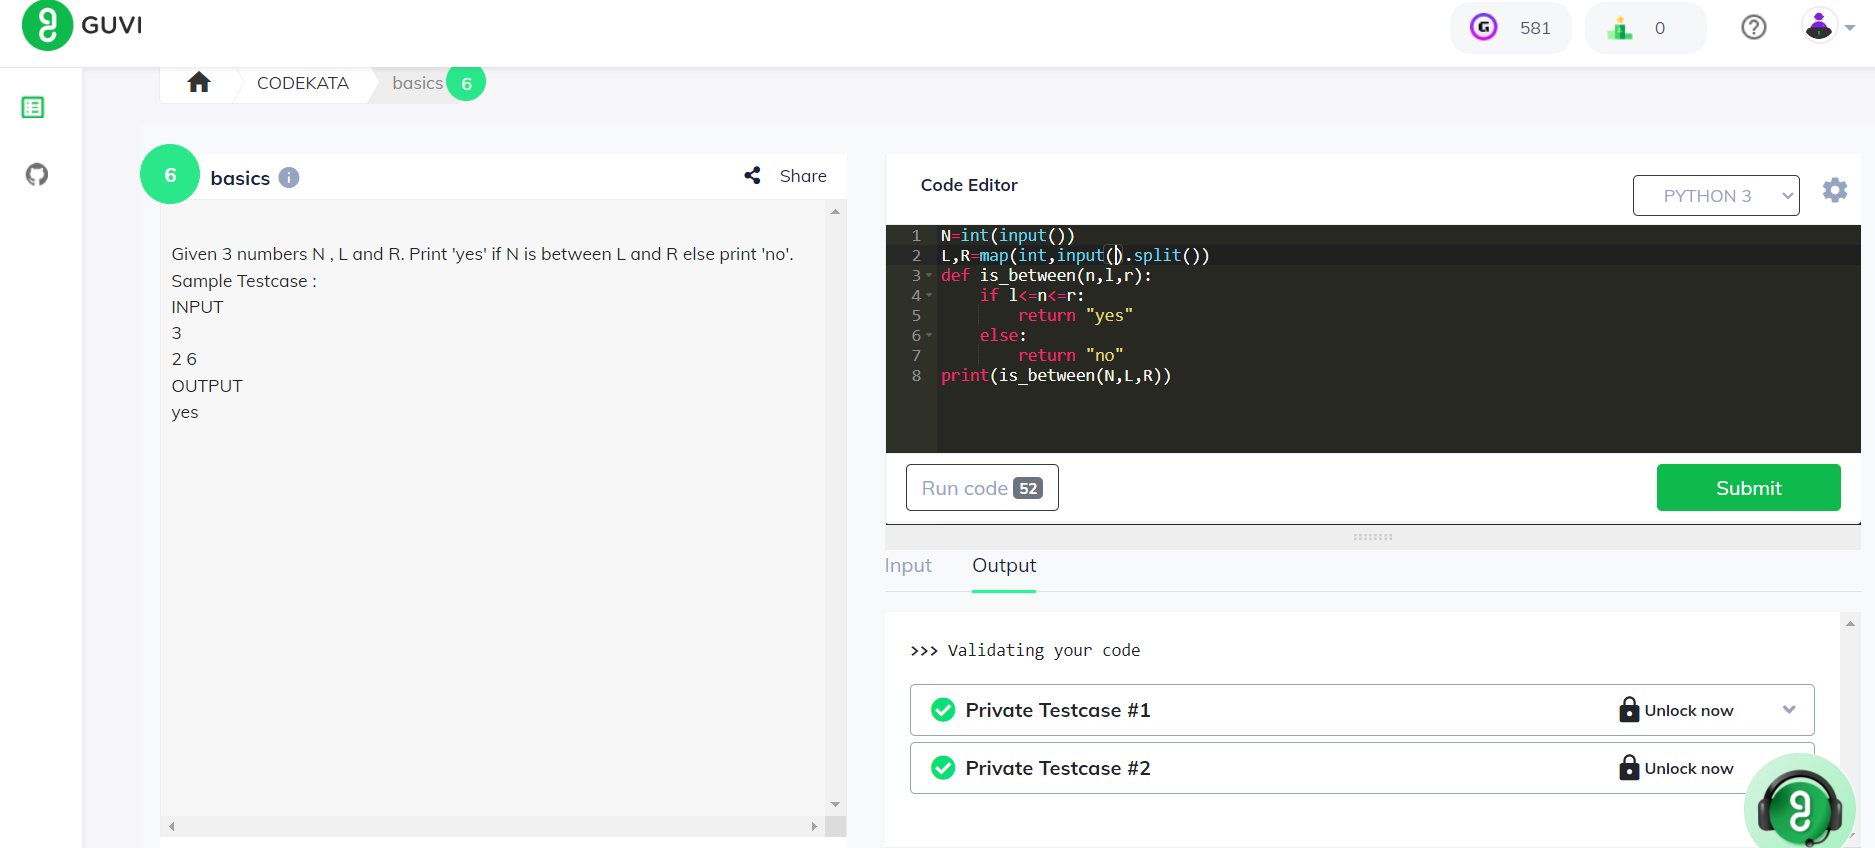 GUVI
581
0
CODEKATA
basics
6
6
basics
Share
Given 3 numbers N , L and R. Print 'yes' if N is between L and R else print 'no'.
Sample Testcase :
INPUT
3
2 6
OUTPUT
yes
Code Editor
PYTHON 3
1 N=int(input())
2 L,R=map(int,input().split())
3 def is_between(n,l,r):
4 if l<=n<=r:
5 return "yes"
6 else:
7 return "no"
8 print(is_between(N,L,R))
Run code 52
Submit
Input
Output
>>> Validating your code
Private Testcase #1
Unlock now
Private Testcase #2
Unlock now